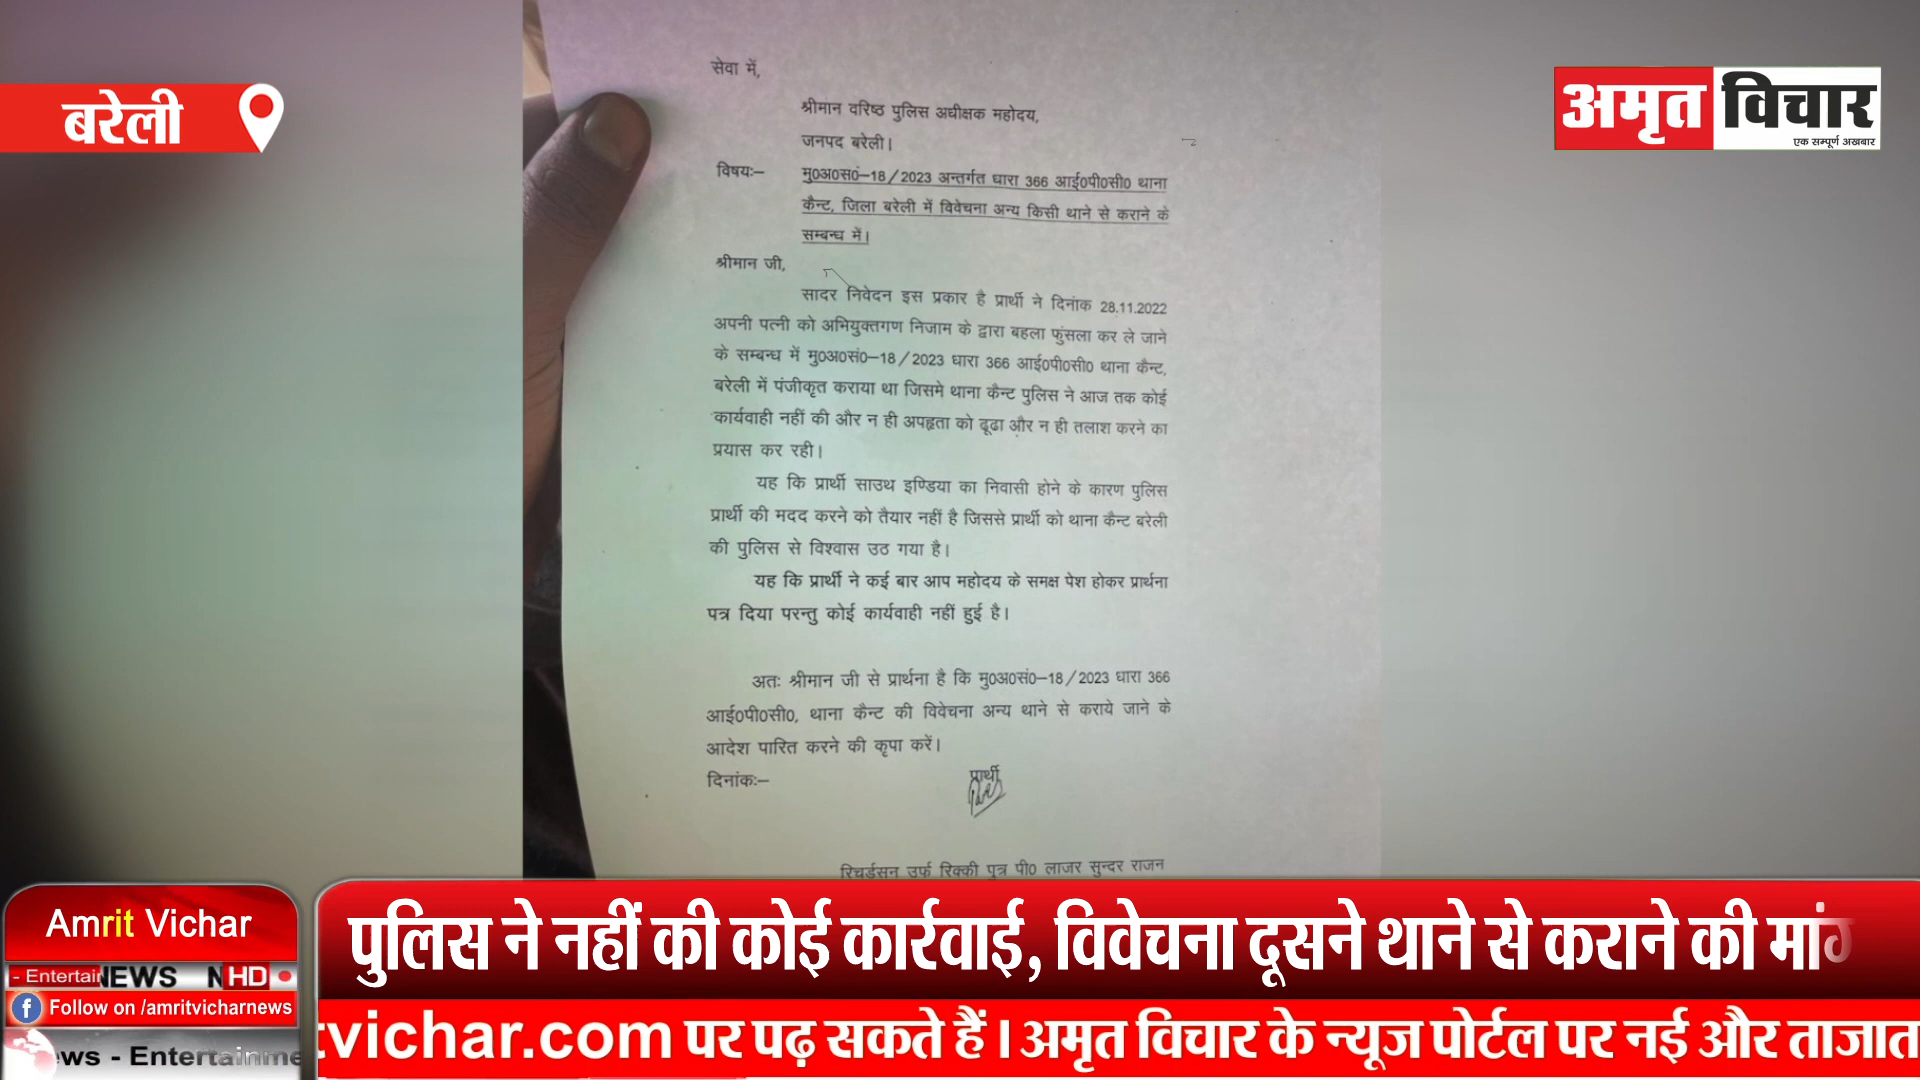 बरेली
अमृत विचार
एक सम्पूर्ण अखबार
सेवा में,
श्रीमान वरिष्ठ पुलिस अधीक्षक महोदय,
जनपद बरेली।
विषयः– मु0अ0सं0–18/2023 अन्तर्गत धारा 366 आई0पी0सी0 थाना
कैन्ट, जिला बरेली में विवेचना अन्य किसी थाने से कराने के
सम्बन्ध में।
श्रीमान जी,
सादर निवेदन इस प्रकार है प्रार्थी ने दिनांक 28.11.2022
अपनी पत्नी को अभियुक्तगण निजाम के द्वारा बहला फुंसला कर ले जाने
के सम्बन्ध में मु0अ0सं0–18/2023 धारा 366 आई0पी0सी0 थाना कैन्ट,
बरेली में पंजीकृत कराया था जिसमे थाना कैन्ट पुलिस ने आज तक कोई
कार्यवाही नहीं की और न ही अपहृता को ढूढा और न ही तलाश करने का
प्रयास कर रही।
यह कि प्रार्थी साउथ इण्डिया का निवासी होने के कारण पुलिस
प्रार्थी की मदद करने को तैयार नहीं है जिससे प्रार्थी को थाना कैन्ट बरेली
की पुलिस से विश्वास उठ गया है।
यह कि प्रार्थी ने कई बार आप महोदय के समक्ष पेश होकर प्रार्थना
पत्र दिया परन्तु कोई कार्यवाही नहीं हुई है।
अतः श्रीमान जी से प्रार्थना है कि मु0अ0सं0–18/2023 धारा 366
आई0पी0सी0, थाना कैन्ट की विवेचना अन्य थाने से कराये जाने के
आदेश पारित करने की कृपा करें।
दिनांकः–
प्रार्थी
रिचर्डसन उर्फ रिक्की पुत्र पी0 लाजर सुन्दर राजन
Amrit Vichar
- Entertai NEWS N HD
Follow on /amritvicharnews
ews - Entertainme
पुलिस ने नहीं की कोई कार्रवाई, विवेचना दूसने थाने से कराने की मांग
tvichar.com पर पढ़ सकते हैं । अमृत विचार के न्यूज पोर्टल पर नई और ताजात